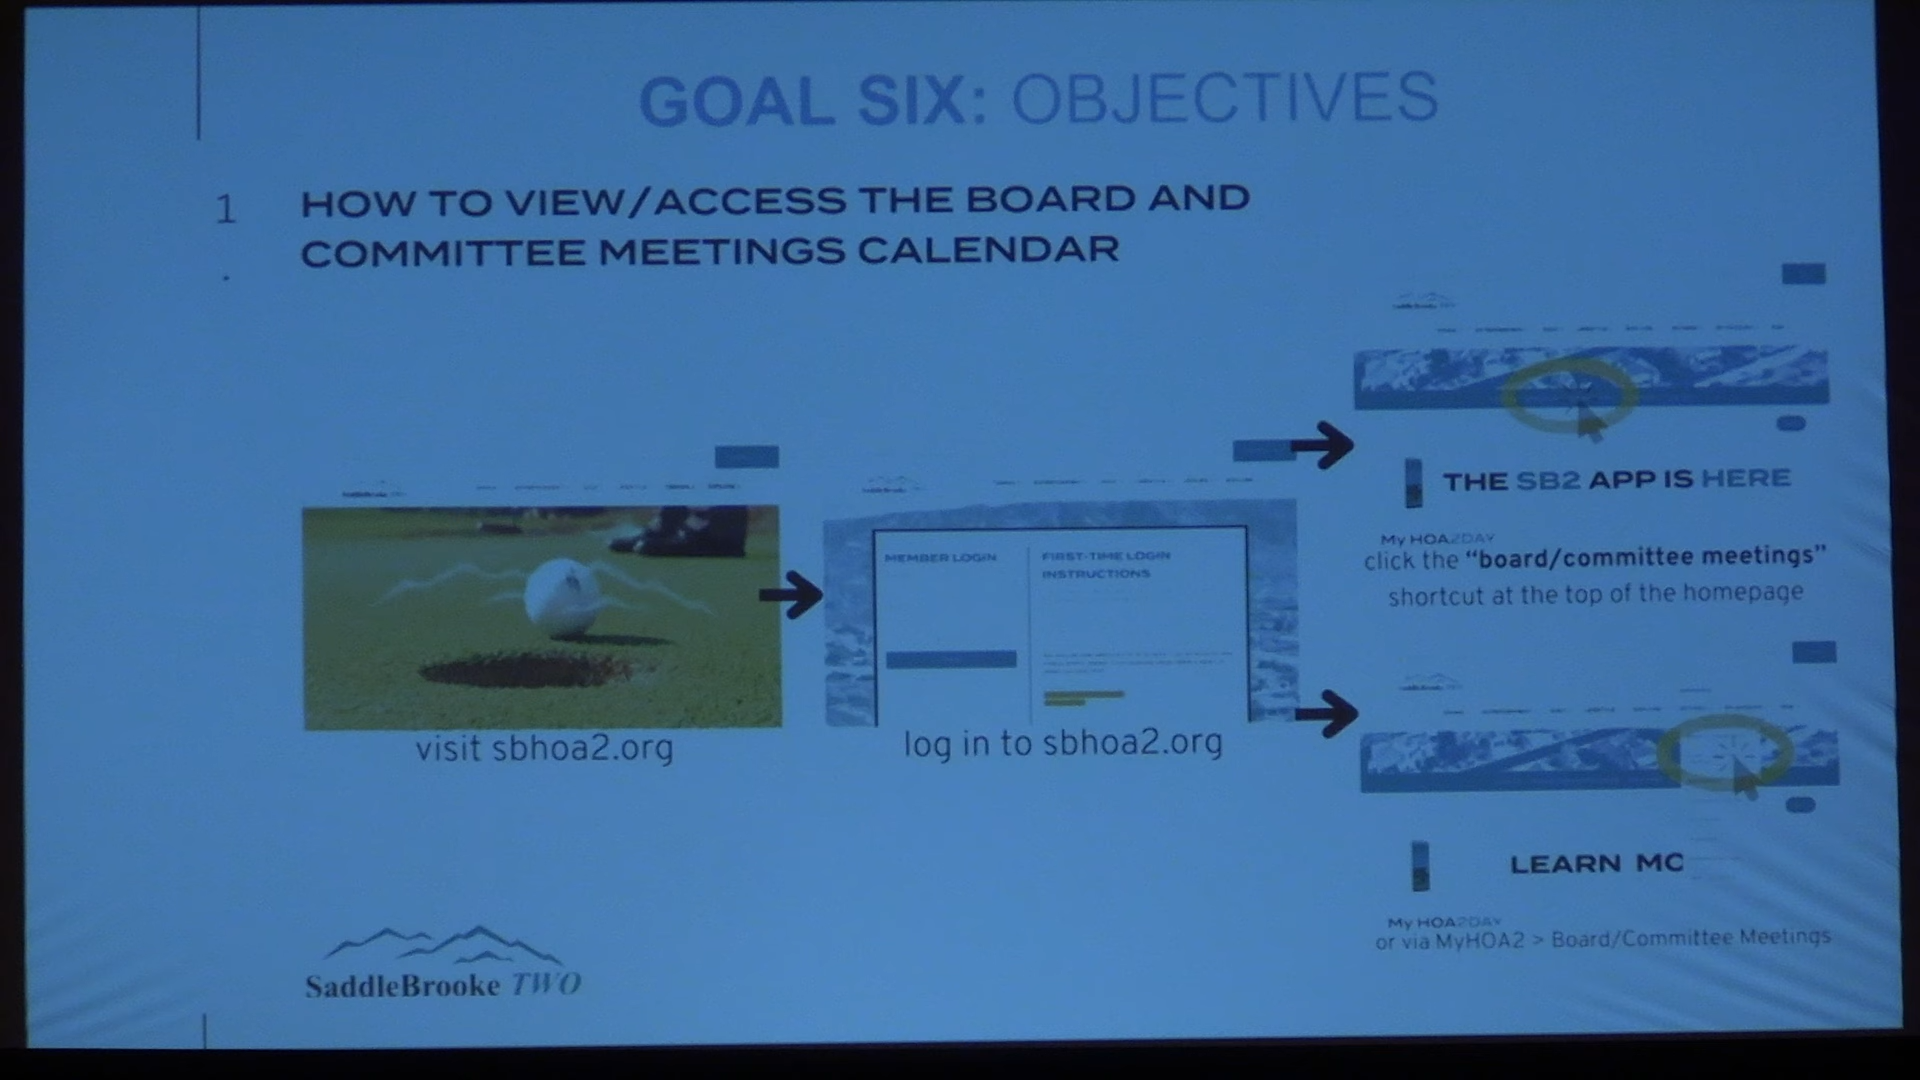 GOAL SIX: OBJECTIVES
1
.
HOW TO VIEW/ACCESS THE BOARD AND
COMMITTEE MEETINGS CALENDAR
visit sbhoa2.org
MEMBER LOGIN
FIRST-TIME LOGIN
INSTRUCTIONS
log in to sbhoa2.org
THE SB2 APP IS HERE
My HOA2DAY
click the “board/committee meetings”
shortcut at the top of the homepage
LEARN MC
My HOA2DAY
or via MyHOA2 > Board/Committee Meetings
SaddleBrooke TWO